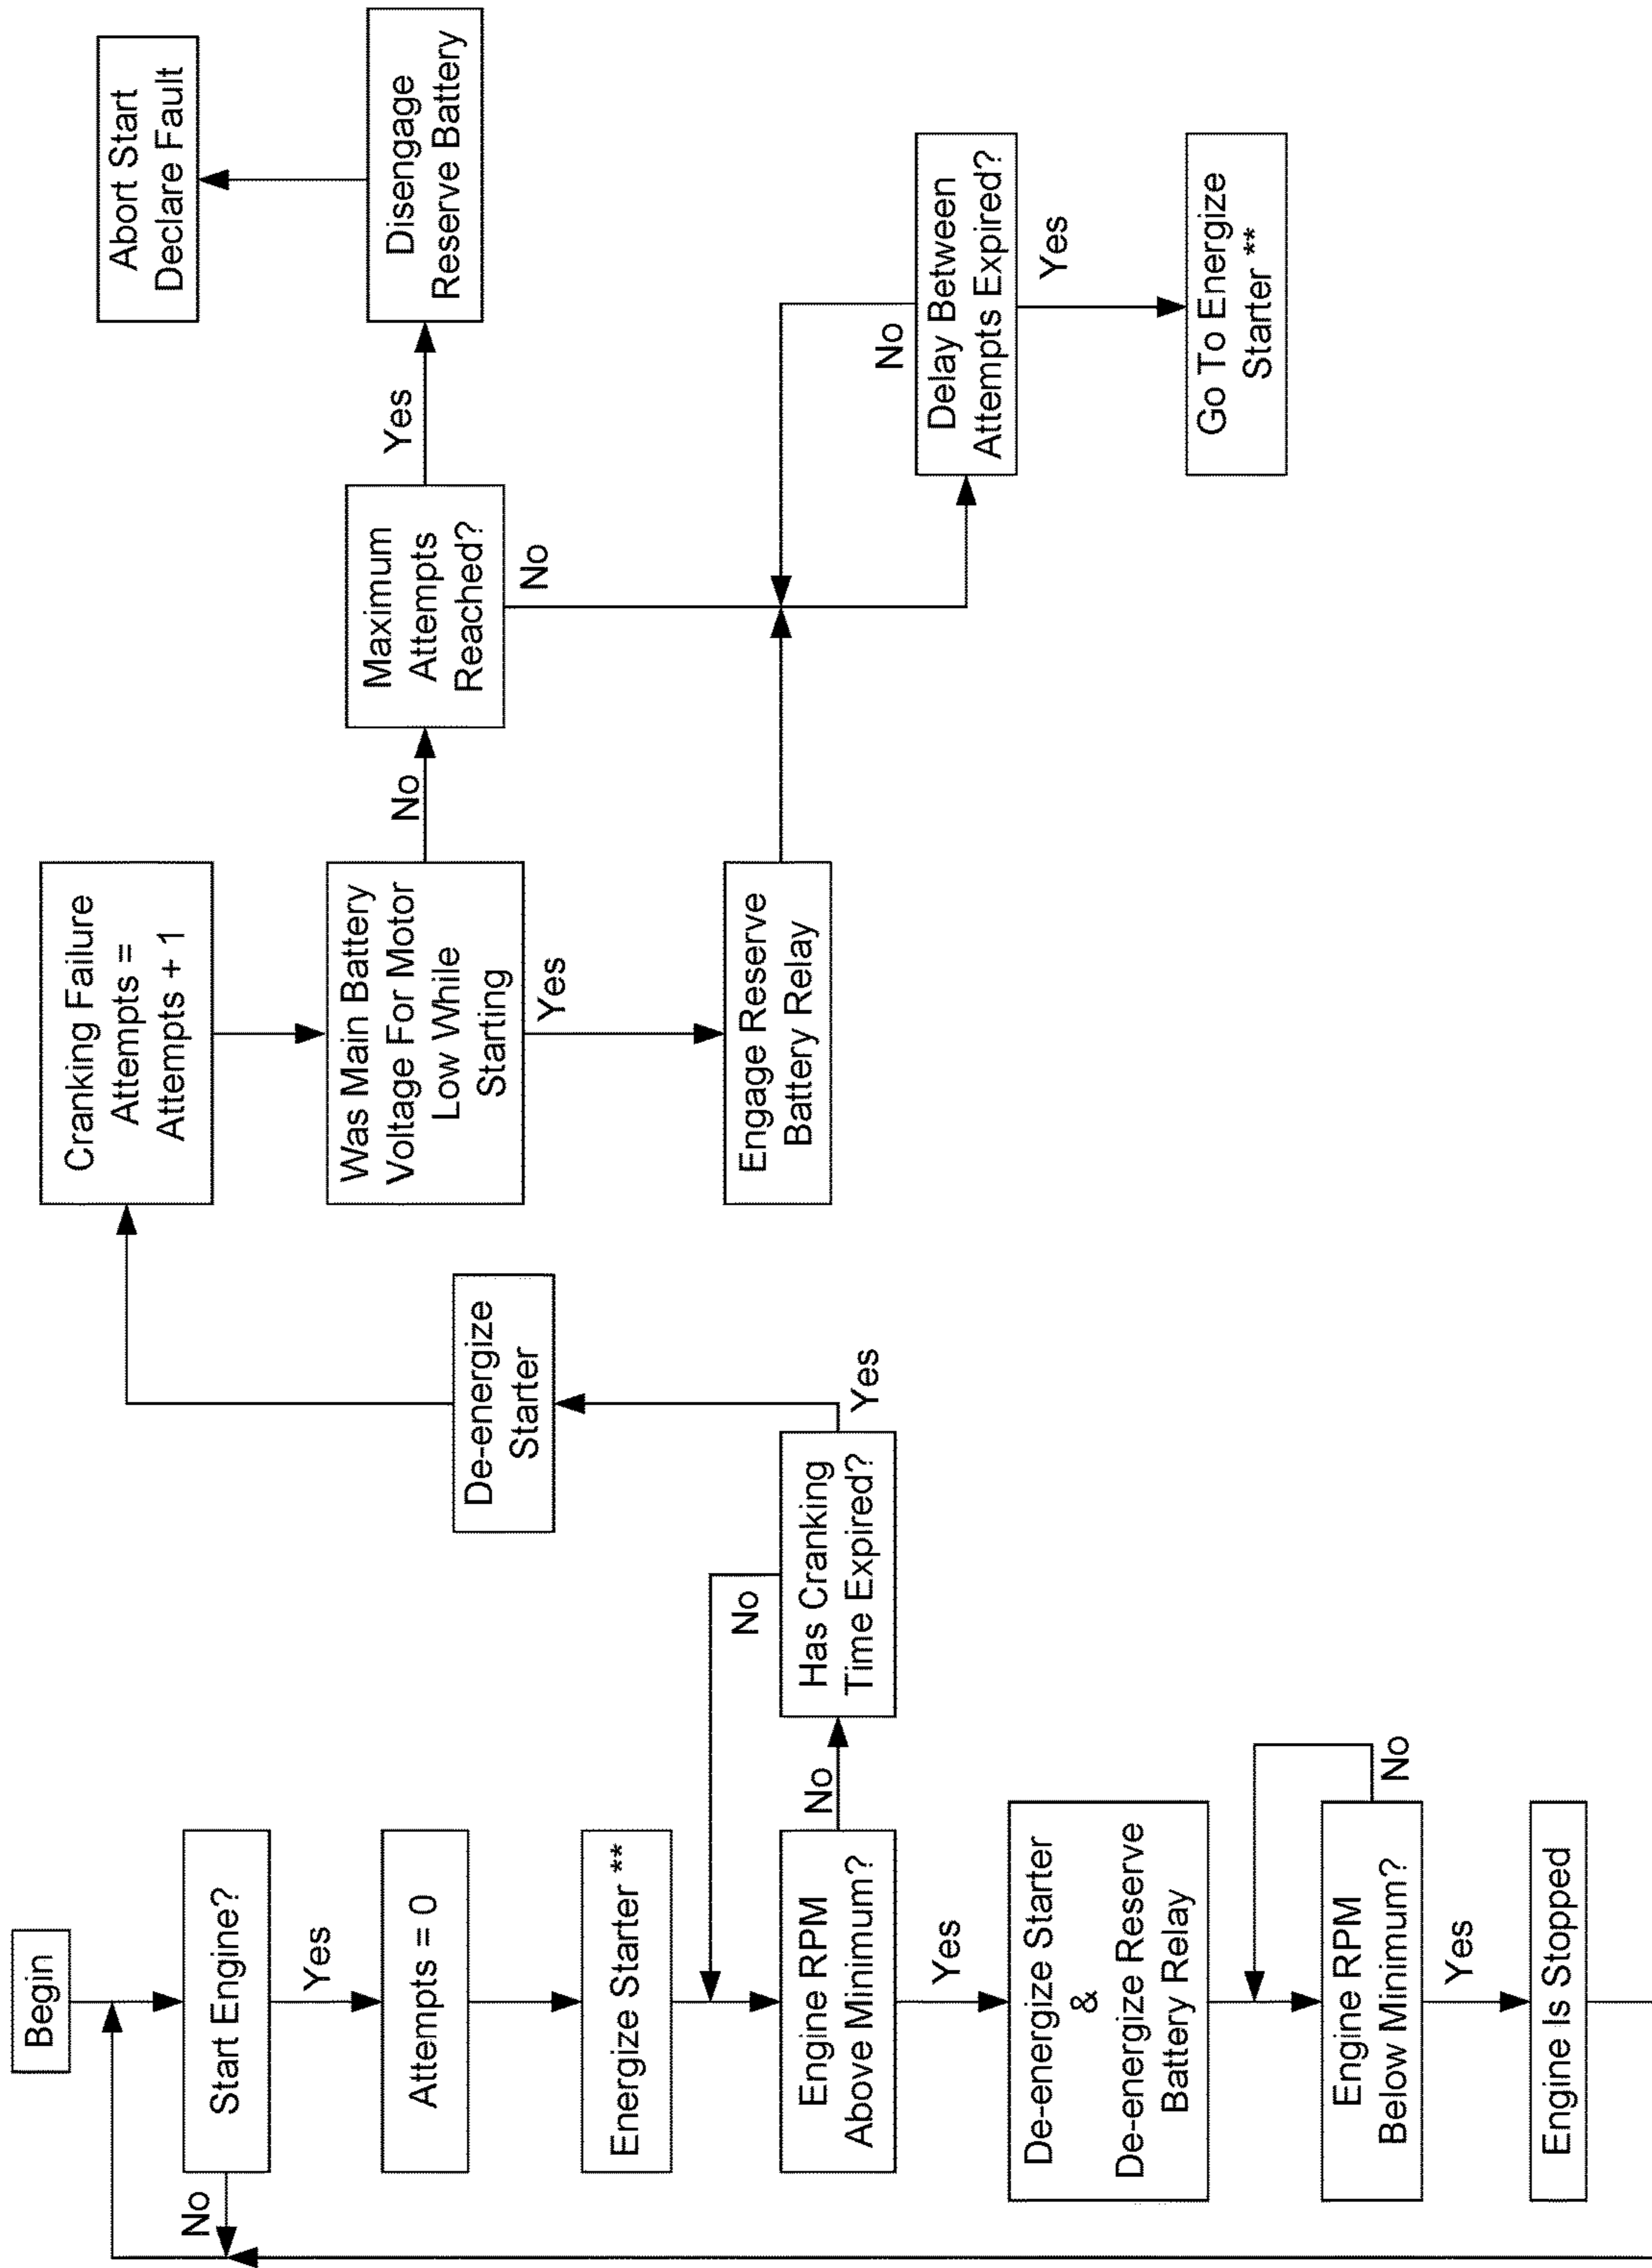 Begin
Start Engine?
No
Yes
Attempts = 0
Energize Starter **
Engine RPM
Above Minimum?
No
Yes
Has Cranking
Time Expired?
No
Yes
De-energize Starter
&
De-energize Reserve
Battery Relay
Engine RPM
Below Minimum?
No
Yes
Engine Is Stopped
De-energize
Starter
Cranking Failure
Attempts =
Attempts + 1
Was Main Battery
Voltage For Motor
Low While
Starting
No
Yes
Engage Reserve
Battery Relay
Maximum
Attempts
Reached?
Yes
No
Disengage
Reserve Battery
Abort Start
Declare Fault
Delay Between
Attempts Expired?
No
Yes
Go To Energize
Starter **